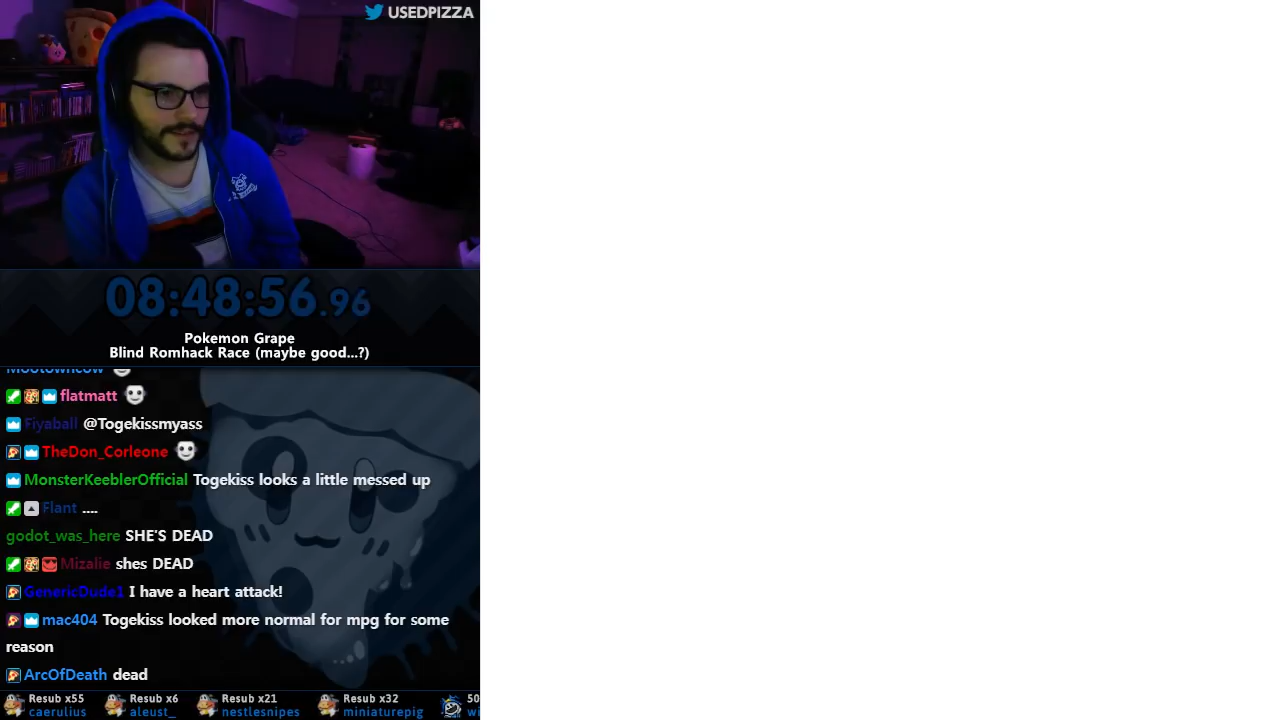 USEDPIZZA
08:48:56.96
Pokemon Grape
Blind Romhack Race (maybe good...?)
Mootowncow
flatmatt
Fiyaball @Togekissmyass
TheDon_Corleone
MonsterKeeblerOfficial Togekiss looks a little messed up
Flant ....
godot_was_here SHE'S DEAD
Mizalie shes DEAD
GenericDude1 I have a heart attack!
mac404 Togekiss looked more normal for mpg for some
reason
ArcOfDeath dead
Resub x55 Resub x6 Resub x21 Resub x32 50
caerulius aleust_ nestlesnipes miniaturepig wi